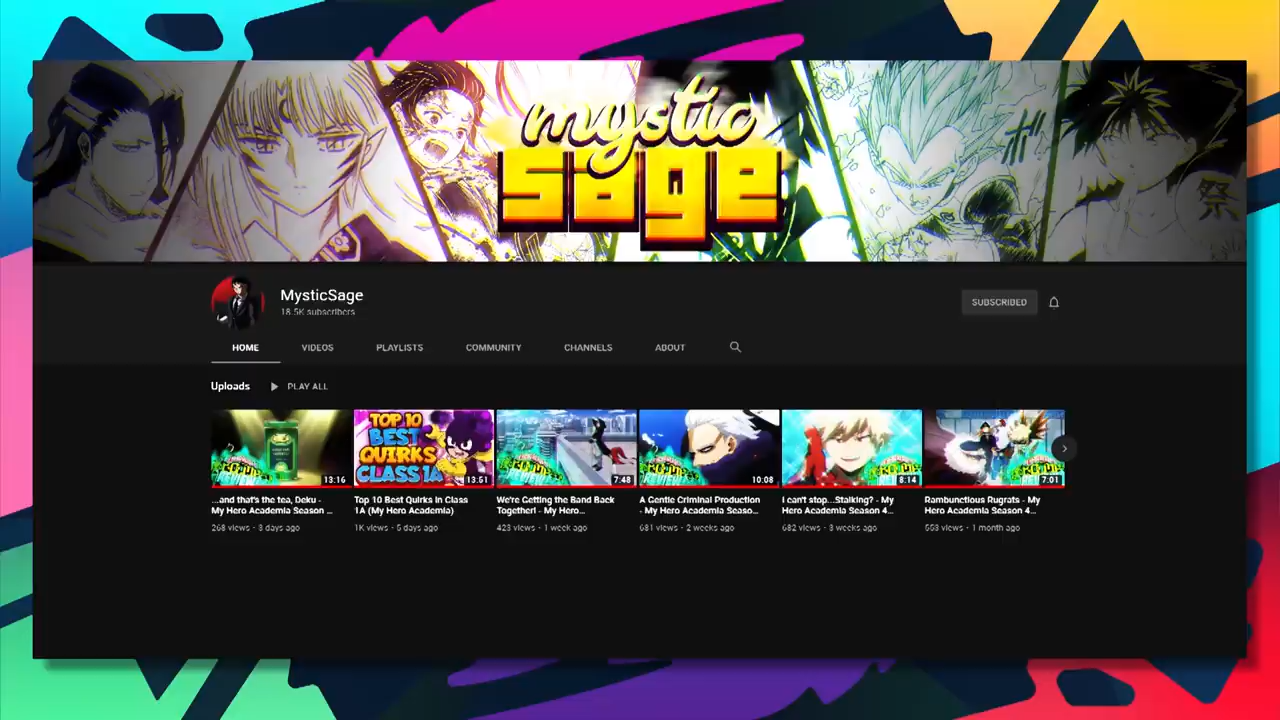 mystic
sage
MysticSage
18.5K subscribers
SUBSCRIBED
HOME
VIDEOS
PLAYLISTS
COMMUNITY
CHANNELS
ABOUT
Uploads
PLAY ALL
TOP 10
BEST
QUIRKS
CLASS 1A
13:16
13:51
7:48
10:08
8:14
7:01
...and that's the tea, Deku -
My Hero Academia Season ...
268 views · 3 days ago
Top 10 Best Quirks in Class
1A (My Hero Academia)
1K views · 5 days ago
We're Getting the Band Back
Together! - My Hero...
423 views · 1 week ago
A Gentle Criminal Production
- My Hero Academia Seaso...
681 views · 2 weeks ago
I can't stop...Stalking? - My
Hero Academia Season 4...
682 views · 3 weeks ago
Rambunctious Rugrats - My
Hero Academia Season 4...
553 views · 1 month ago